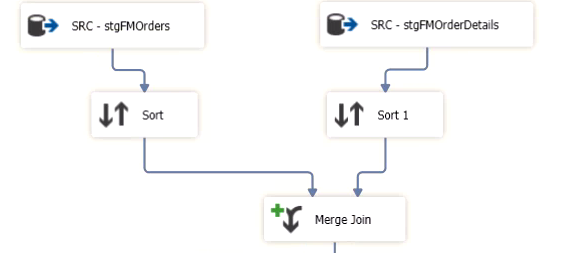 SRC - stgFMOrders
SRC - stgFMOrderDetails
Sort
Sort 1
Merge Join